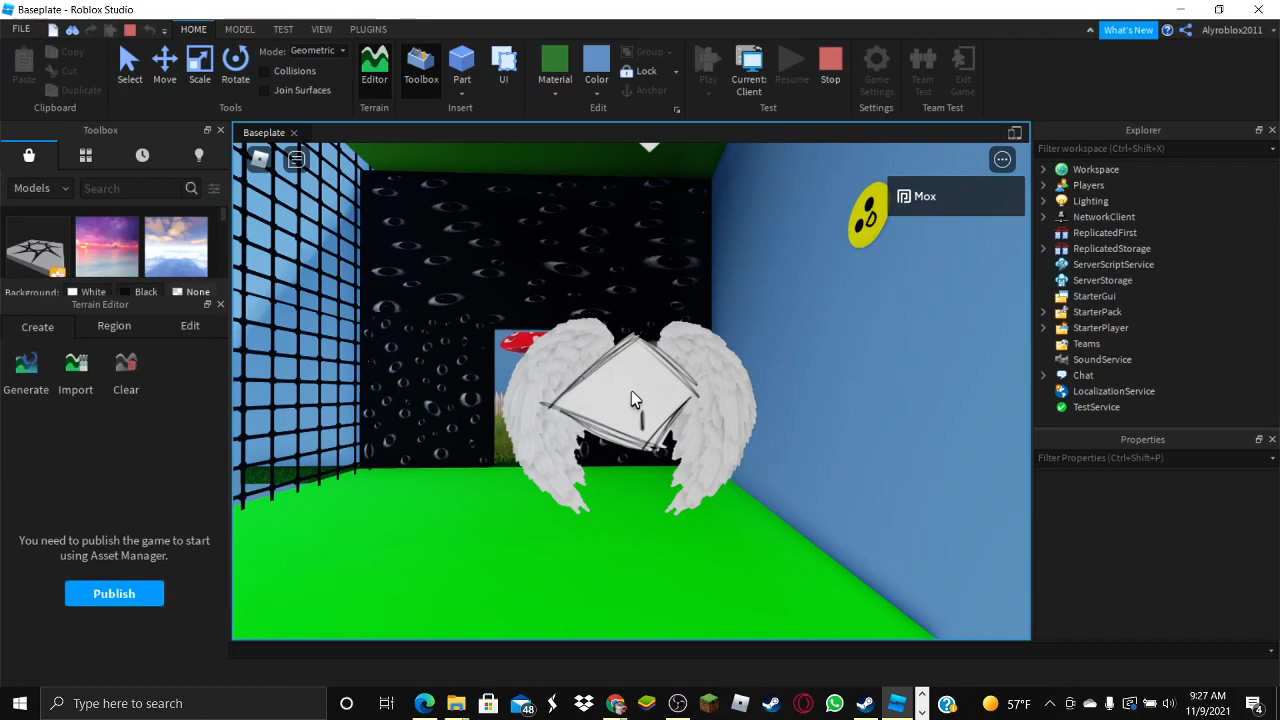 Baseplate - Roblox Studio
FILE HOME MODEL TEST VIEW PLUGINS What's New Alyroblox2011
Paste Copy Cut Duplicate Clipboard
Select Move Scale Rotate Mode: Geometric Collisions Join Surfaces Tools
Editor Terrain
Toolbox Part UI Insert
Material Color Group Lock Anchor Edit
Play Current: Client Resume Stop Test
Game Settings Settings
Team Test Exit Game Team Test
Toolbox
Models Search
Background: White Black None
Terrain Editor
Create Region Edit
Generate Import Clear
You need to publish the game to start
using Asset Manager.
Publish
Baseplate
Mox
Explorer
Filter workspace (Ctrl+Shift+X)
Workspace
Players
Lighting
NetworkClient
ReplicatedFirst
ReplicatedStorage
ServerScriptService
ServerStorage
StarterGui
StarterPack
StarterPlayer
Teams
SoundService
Chat
LocalizationService
TestService
Properties
Filter Properties (Ctrl+Shift+P)
Type here to search
48
57°F
9:27 AM
11/9/2021
4